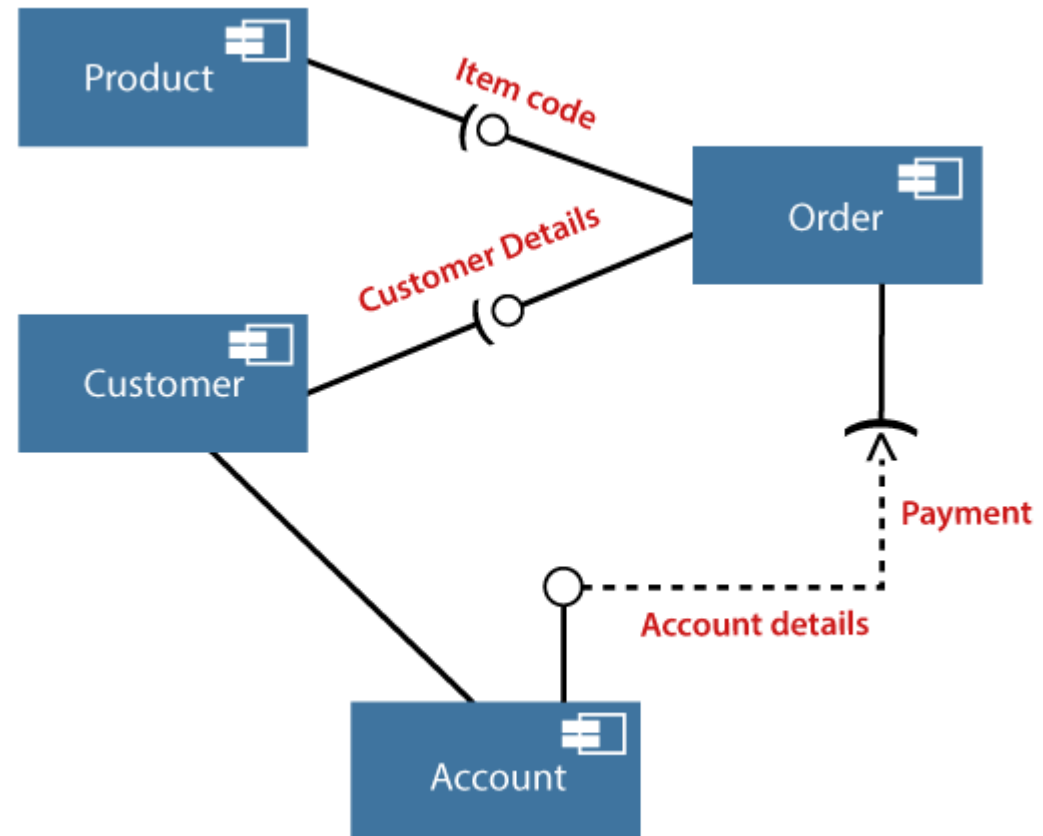 Product
Item code
Order
Customer Details
Customer
Payment
Account details
Account